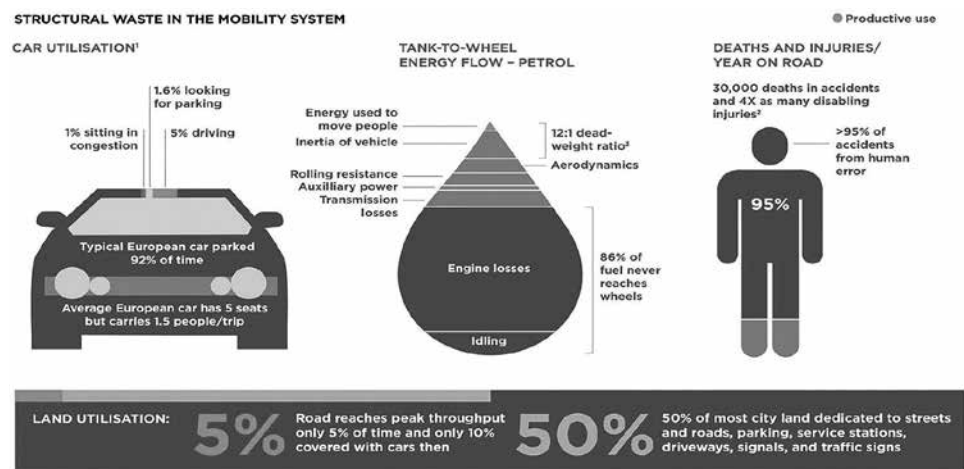 STRUCTURAL WASTE IN THE MOBILITY SYSTEM
Productive use
CAR UTILISATION¹
1.6% looking
for parking
1% sitting in
congestion
5% driving
Typical European car parked
92% of time
Average European car has 5 seats
but carries 1.5 people/trip
TANK-TO-WHEEL
ENERGY FLOW – PETROL
Energy used to
move people
Inertia of vehicle
12:1 dead-
weight ratio³
Aerodynamics
Rolling resistance
Auxilliary power
Transmission
losses
Engine losses
86% of
fuel never
reaches
wheels
Idling
DEATHS AND INJURIES/
YEAR ON ROAD
30,000 deaths in accidents
and 4X as many disabling
injuries²
>95% of
accidents
from human
error
95%
LAND UTILISATION:
5%
Road reaches peak throughput
only 5% of time and only 10%
covered with cars then
50%
50% of most city land dedicated to streets
and roads, parking, service stations,
driveways, signals, and traffic signs